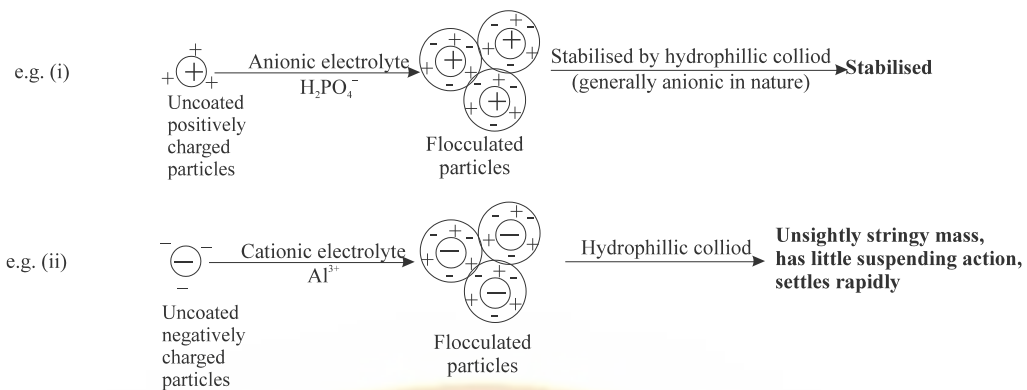 e.g. (i)
+
+ + +
Uncoated
positively
charged
particles
Anionic electrolyte
H₂PO₄⁻
- + - - + - +
+ + +
- + - + - + -
Flocculated
particles
Stabilised by hydrophillic colliod
(generally anionic in nature)
Stabilised
e.g. (ii)
− −
−
−
Uncoated
negatively
charged
particles
Cationic electrolyte
Al³⁺
- + - - + - +
− − −
+ - + + - + -
Flocculated
particles
Hydrophillic colliod
Unsightly stringy mass,
has little suspending action,
settles rapidly